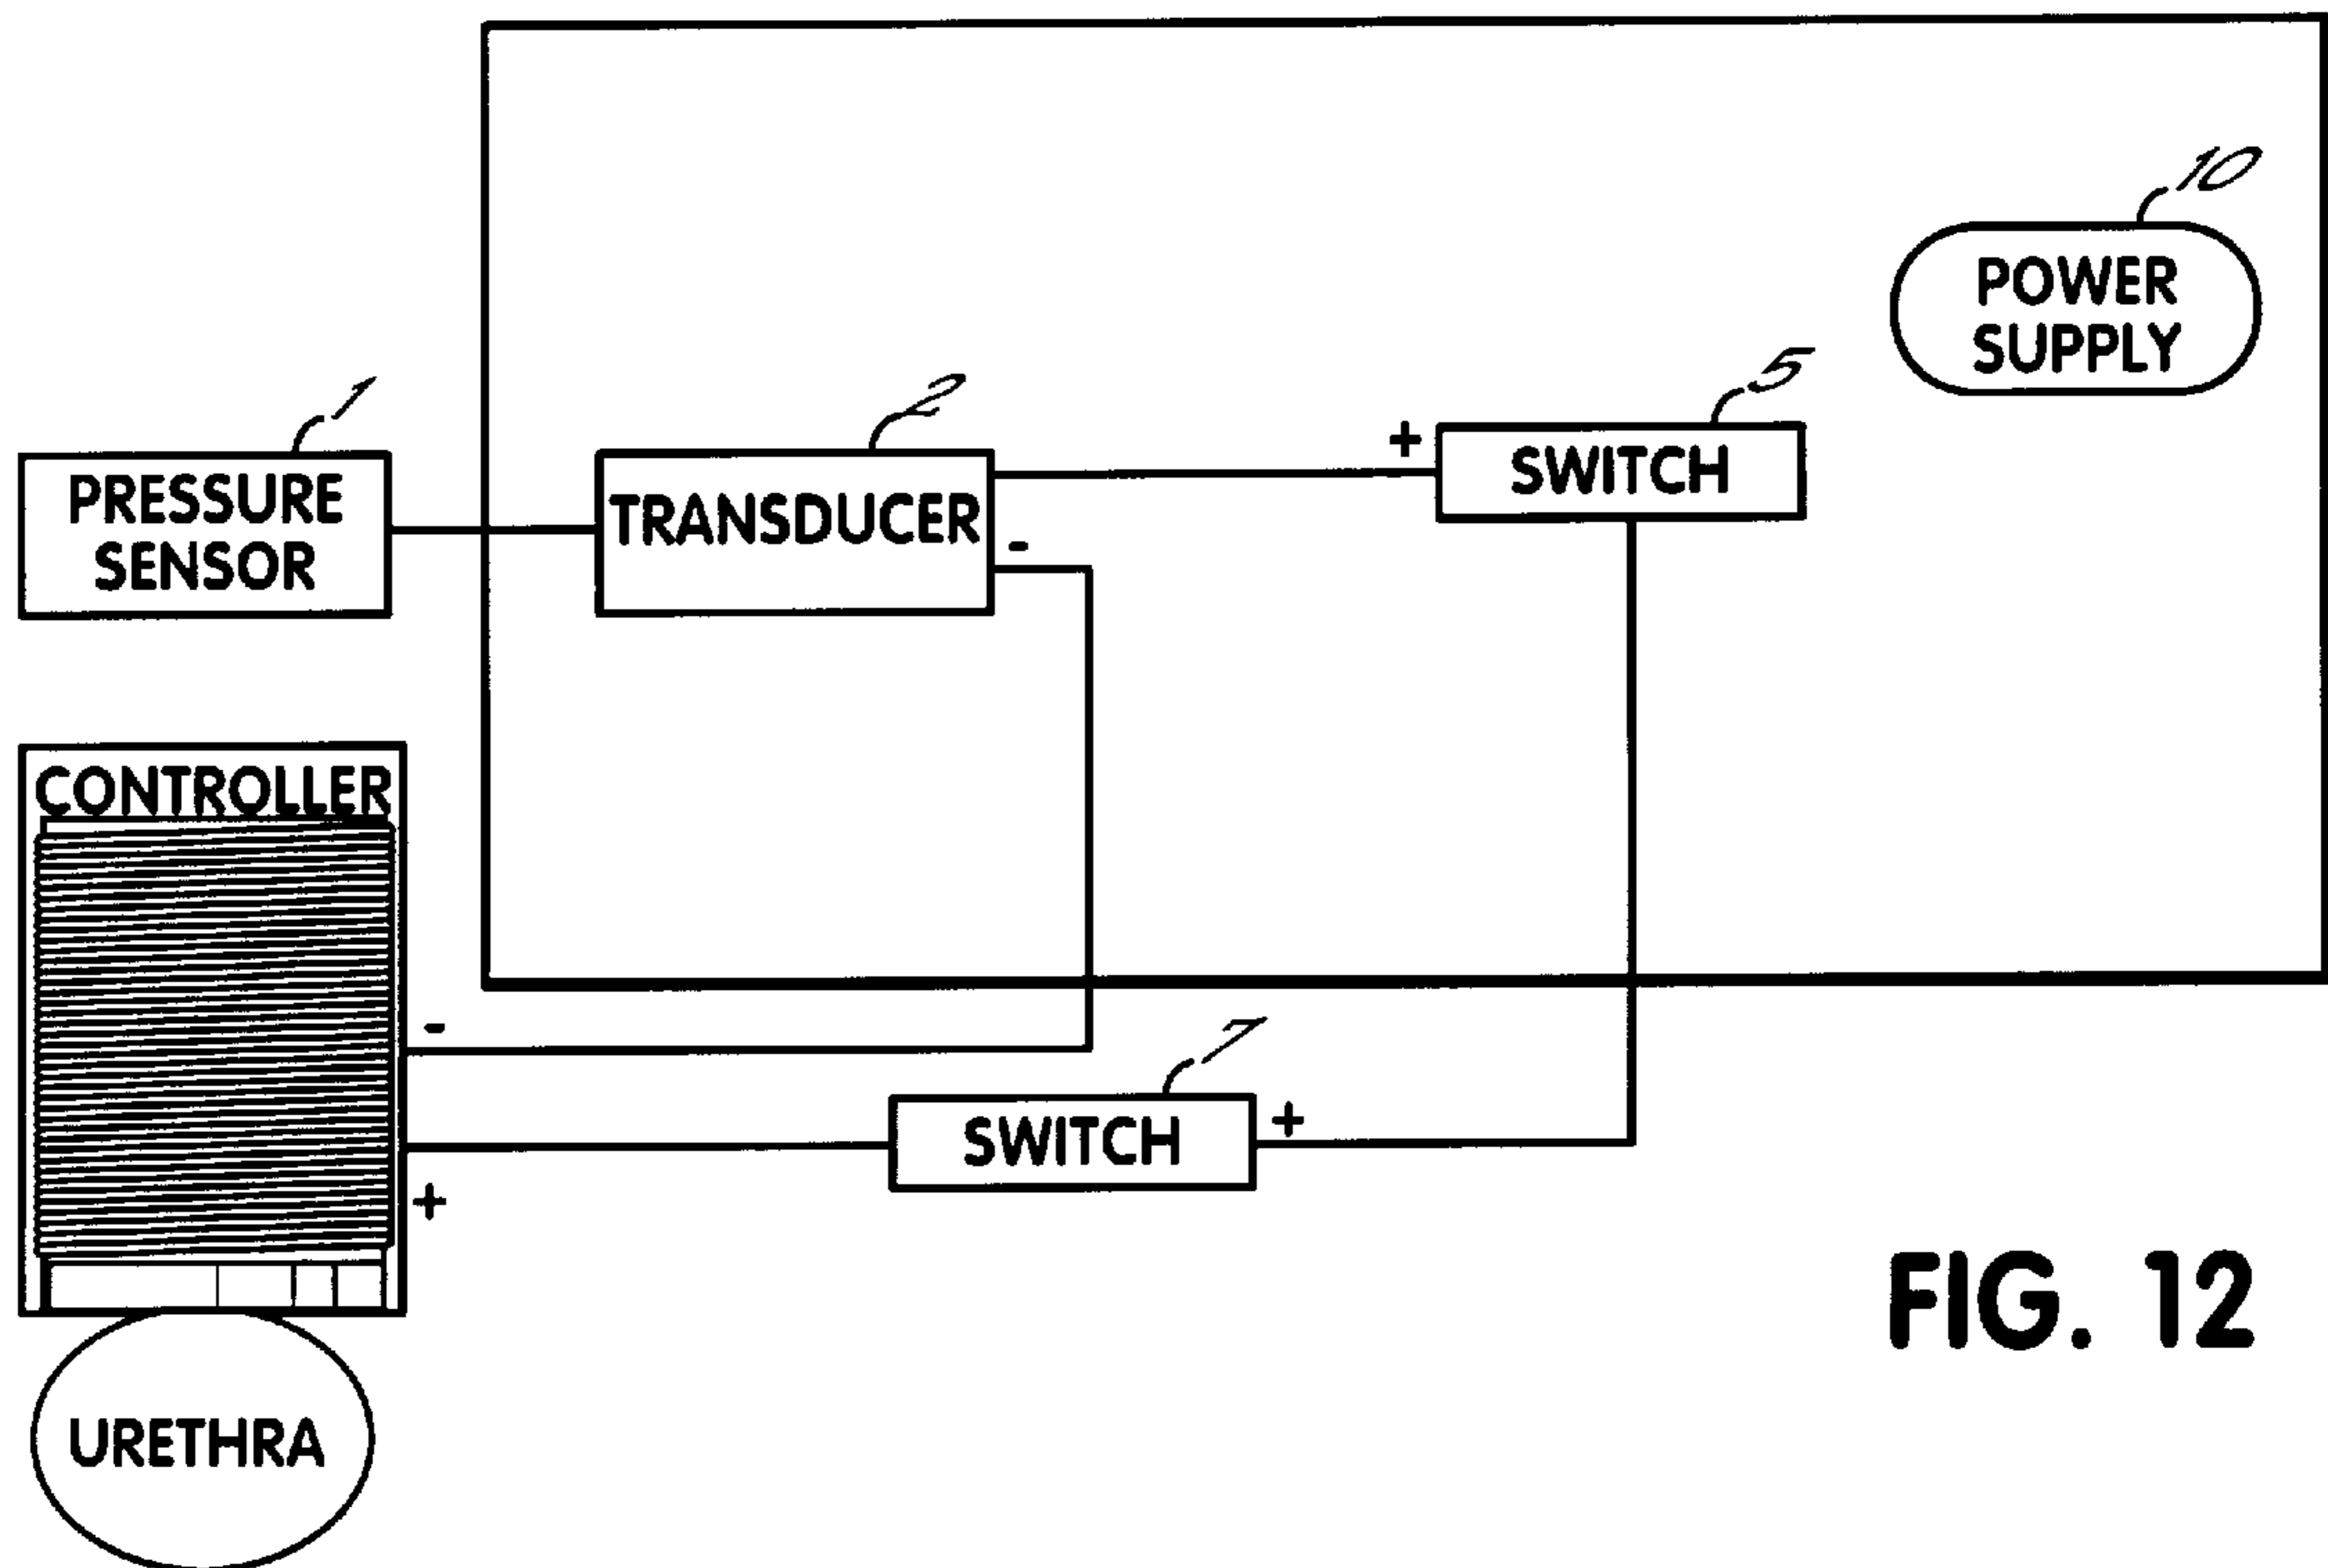 10
POWER
SUPPLY
5
+
SWITCH
2
TRANSDUCER
-
1
PRESSURE
SENSOR
CONTROLLER
-
+
7
SWITCH
+
URETHRA
FIG. 12